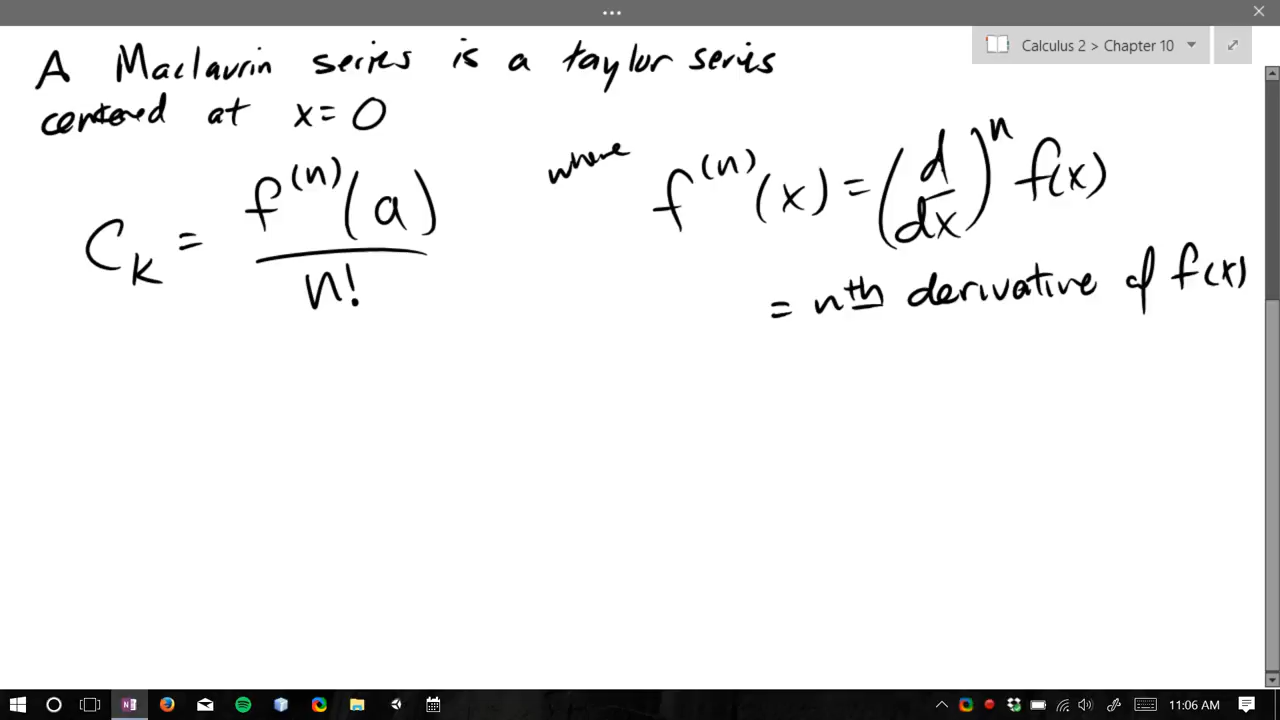 Calculus 2 > Chapter 10
A Maclaurin series is a taylor series
centered at x = 0
C_k = f^(n)(a) / n!
where f^(n)(x) = (d/dx)^n f(x)
= nth derivative of f(x)
11:06 AM